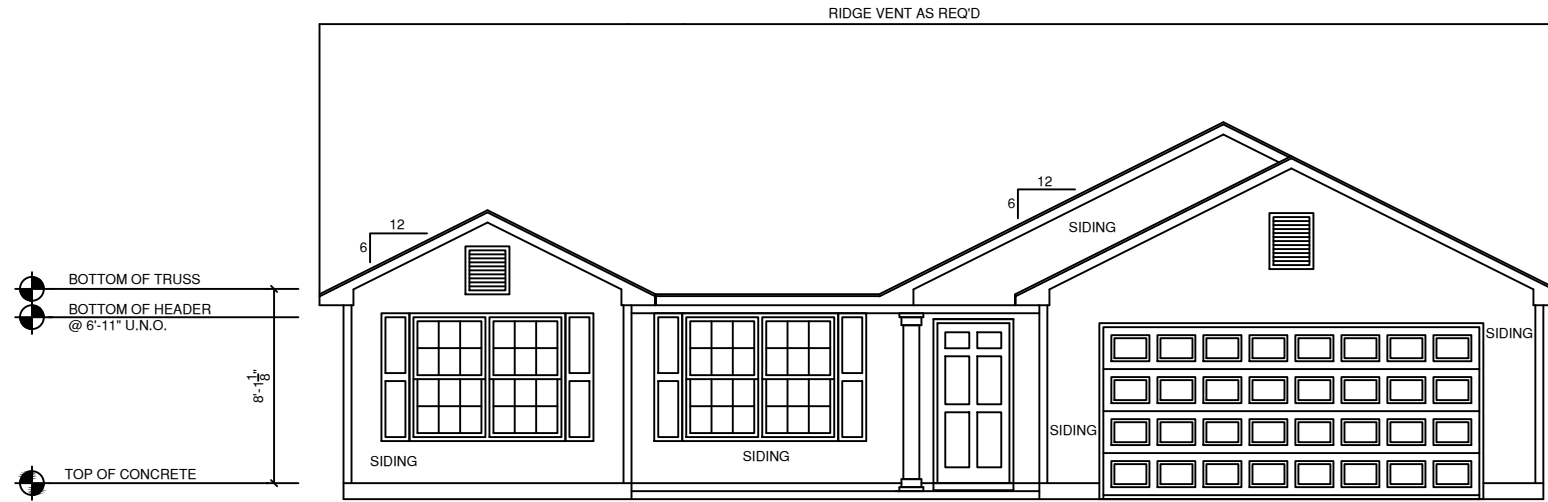 RIDGE VENT AS REQ'D
12
6
SIDING
12
6
BOTTOM OF TRUSS
BOTTOM OF HEADER
@ 6'-11" U.N.O.
8'-1 1/8"
SIDING
SIDING
SIDING
SIDING
TOP OF CONCRETE